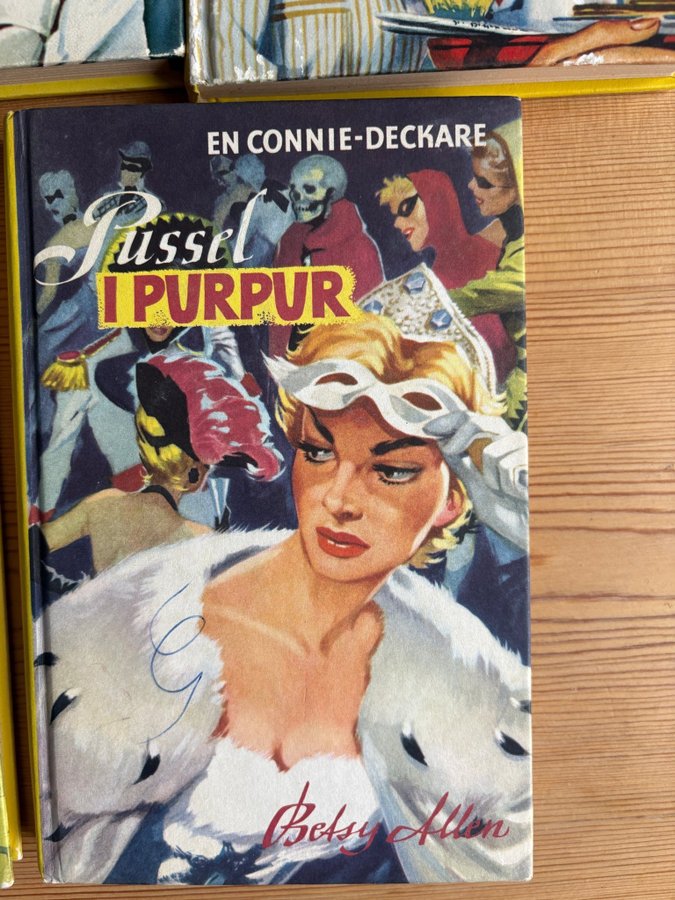 EN CONNIE-DECKARE
Pussel
I PURPUR
Betsy Allen